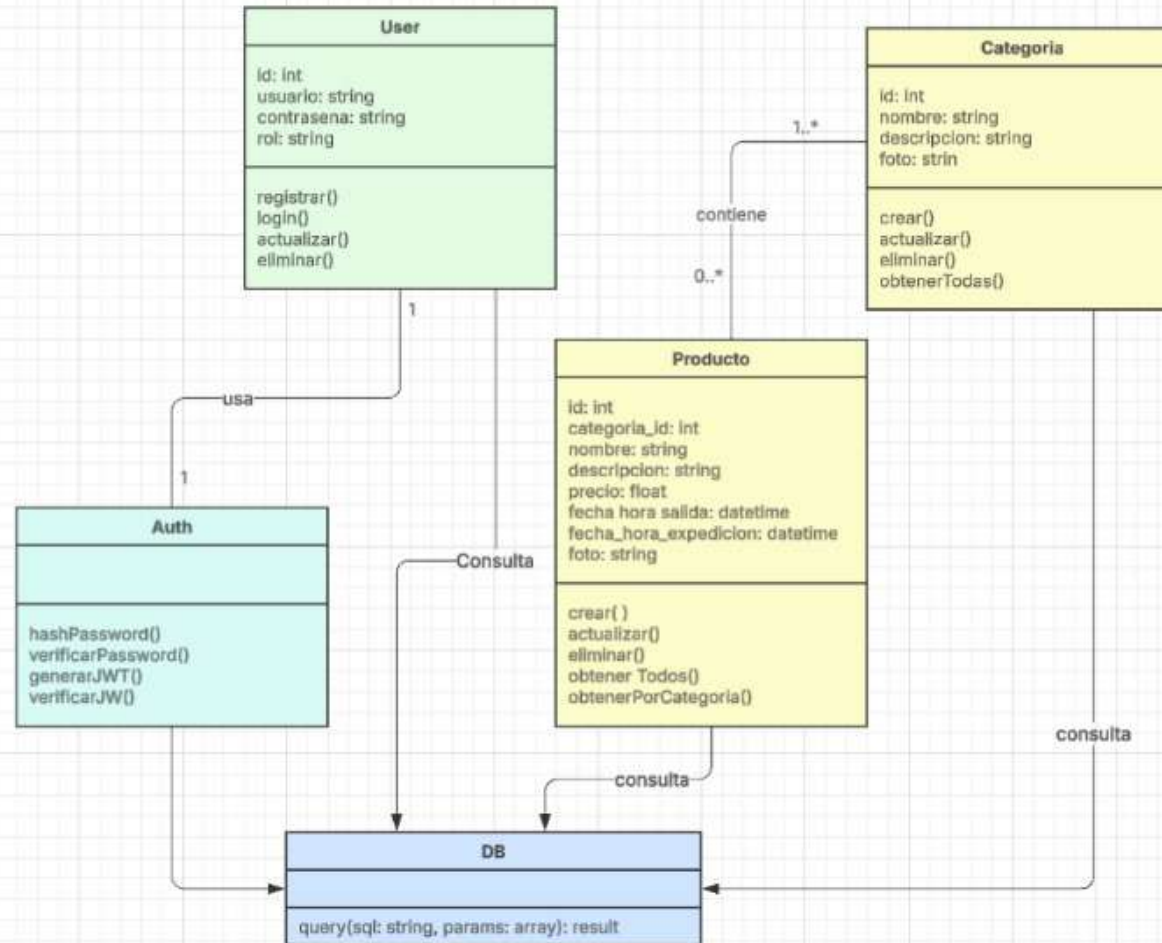 User
id: int
usuario: string
contrasena: string
rol: string
registrar()
login()
actualizar()
eliminar()
Categoria
id: int
nombre: string
descripcion: string
foto: strin
crear()
actualizar()
eliminar()
obtenerTodas()
1..*
contiene
0..*
1
usa
1
Producto
id: int
categoria_id: int
nombre: string
descripcion: string
precio: float
fecha hora salida: datetime
fecha_hora_expedicion: datetime
foto: string
crear( )
actualizar()
eliminar()
obtener Todos()
obtenerPorCategoria()
Auth
hashPassword()
verificarPassword()
generarJWT()
verificarJW()
Consulta
consulta
consulta
DB
query(sql: string, params: array): result